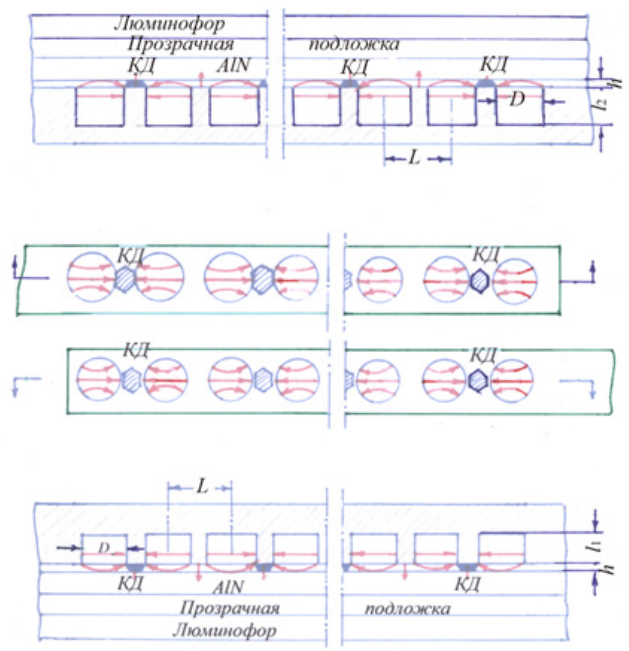 Люминофор
Прозрачная подложка
КД AlN КД КД
h
D
l₂
L
КД КД
КД КД
L
D
l₁
h
КД AlN КД
Прозрачная подложка
Люминофор